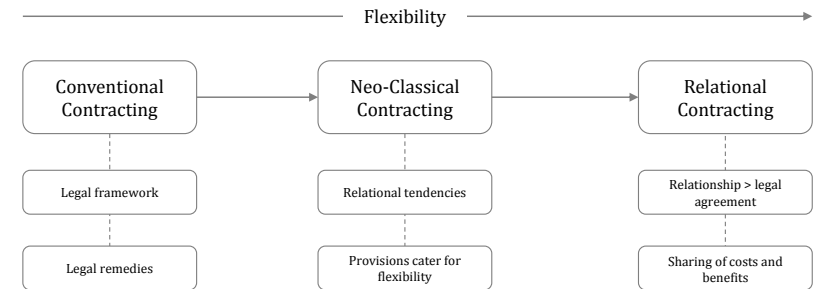 Flexibility
Conventional
Contracting
Neo-Classical
Contracting
Relational
Contracting
Legal framework
Relational tendencies
Relationship > legal
agreement
Legal remedies
Provisions cater for
flexibility
Sharing of costs and
benefits